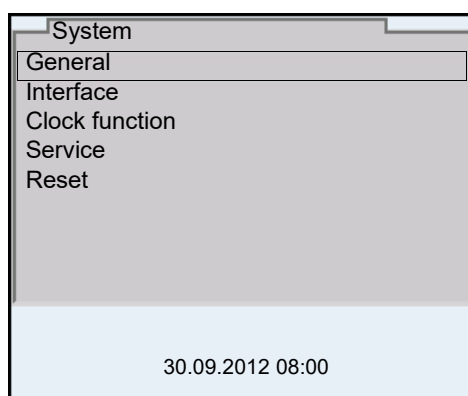 System
General
Interface
Clock function
Service
Reset
30.09.2012 08:00